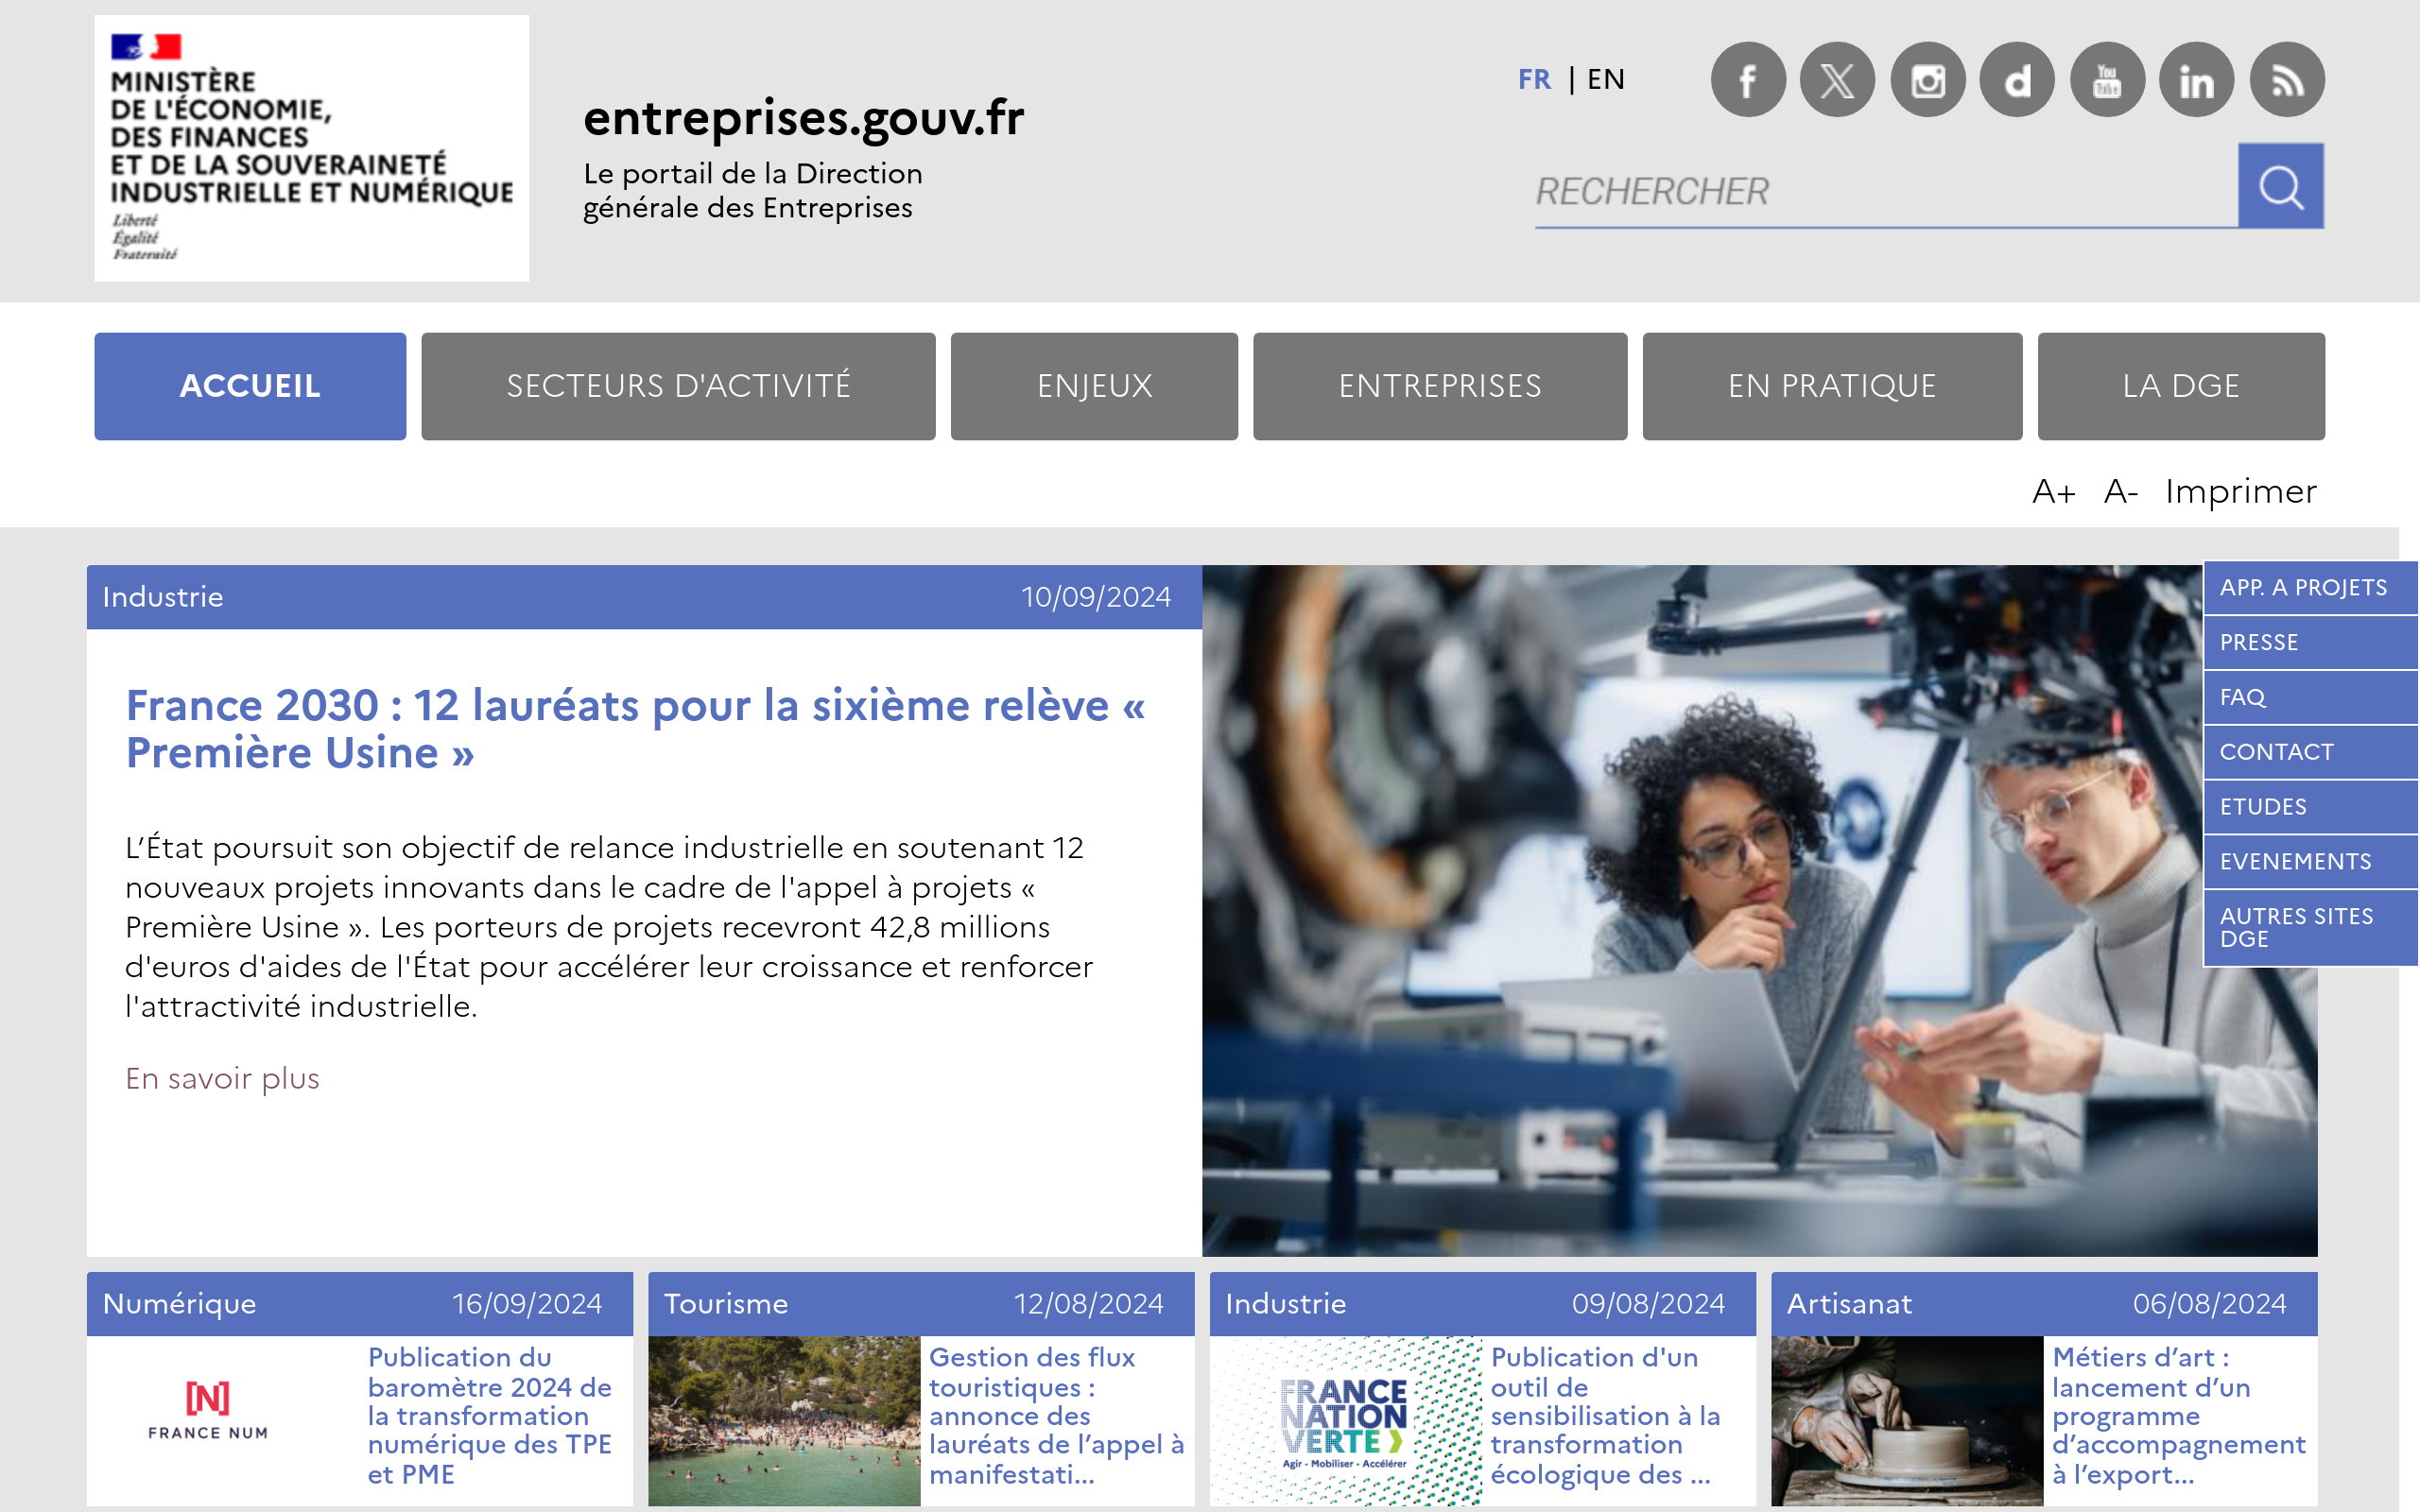 MINISTÈRE
DE L'ÉCONOMIE,
DES FINANCES
ET DE LA SOUVERAINETÉ
INDUSTRIELLE ET NUMÉRIQUE
Liberté
Égalité
Fraternité
entreprises.gouv.fr
Le portail de la Direction
générale des Entreprises
FR | EN
You
Tube
in
RECHERCHER
ACCUEIL
SECTEURS D'ACTIVITÉ
ENJEUX
ENTREPRISES
EN PRATIQUE
LA DGE
A+ A- Imprimer
Industrie 10/09/2024
France 2030 : 12 lauréats pour la sixième relève «
Première Usine »
L’État poursuit son objectif de relance industrielle en soutenant 12
nouveaux projets innovants dans le cadre de l'appel à projets «
Première Usine ». Les porteurs de projets recevront 42,8 millions
d'euros d'aides de l'État pour accélérer leur croissance et renforcer
l'attractivité industrielle.
En savoir plus
APP. A PROJETS
PRESSE
FAQ
CONTACT
ETUDES
EVENEMENTS
AUTRES SITES
DGE
Numérique 16/09/2024
[N]
FRANCE NUM
Publication du
baromètre 2024 de
la transformation
numérique des TPE
et PME
Tourisme 12/08/2024
Gestion des flux
touristiques :
annonce des
lauréats de l’appel à
manifestati...
Industrie 09/08/2024
FRANCE
NATION
VERTE
Agir • Mobiliser • Accélérer
Publication d'un
outil de
sensibilisation à la
transformation
écologique des ...
Artisanat 06/08/2024
Métiers d’art :
lancement d’un
programme
d’accompagnement
à l’export...